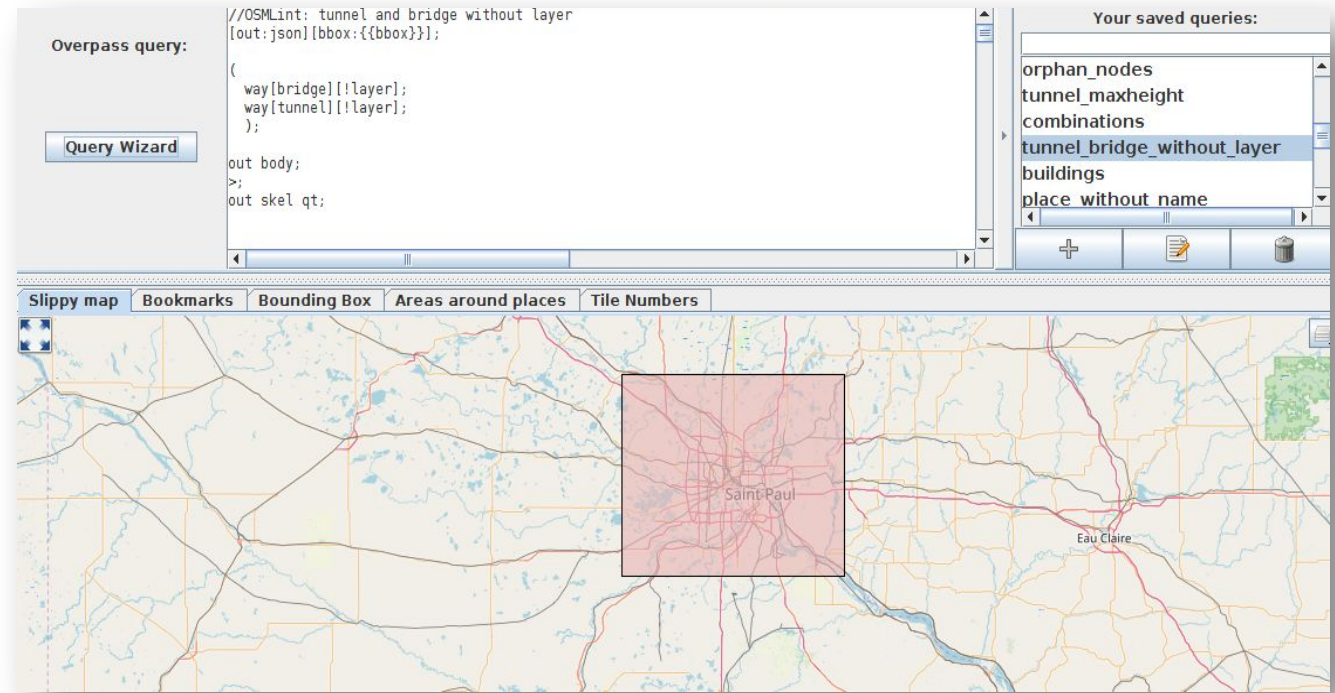 Overpass query:
Query Wizard
//OSMLint: tunnel and bridge without layer
[out:json][bbox:{{bbox}}];
(
way[bridge][!layer];
way[tunnel][!layer];
);
out body;
>;
out skel qt;
Your saved queries:
orphan_nodes
tunnel_maxheight
combinations
tunnel_bridge_without_layer
buildings
place_without_name
Slippy map
Bookmarks
Bounding Box
Areas around places
Tile Numbers
Saint Paul
Eau Claire